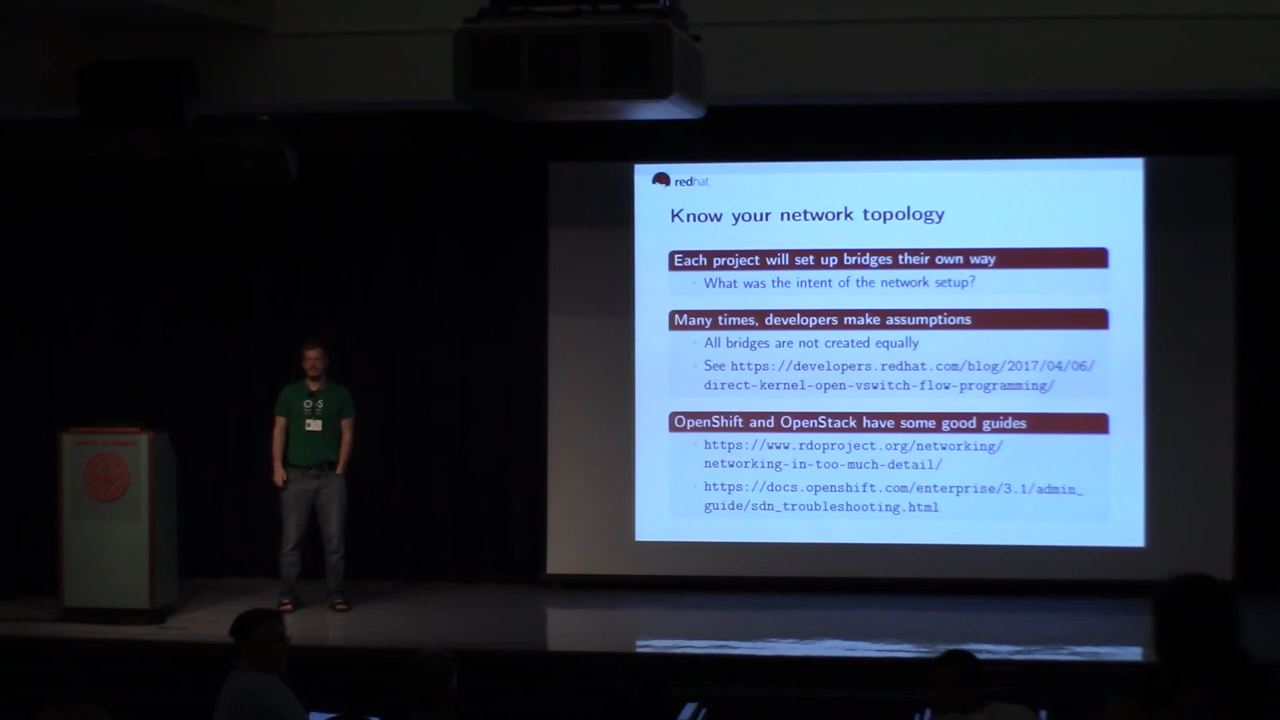 redhat
Know your network topology
Each project will set up bridges their own way
What was the intent of the network setup?
Many times, developers make assumptions
All bridges are not created equally
See https://developers.redhat.com/blog/2017/04/06/
direct-kernel-open-vswitch-flow-programming/
OpenShift and OpenStack have some good guides
https://www.rdoproject.org/networking/
networking-in-too-much-detail/
https://docs.openshift.com/enterprise/3.1/admin_
guide/sdn_troubleshooting.html